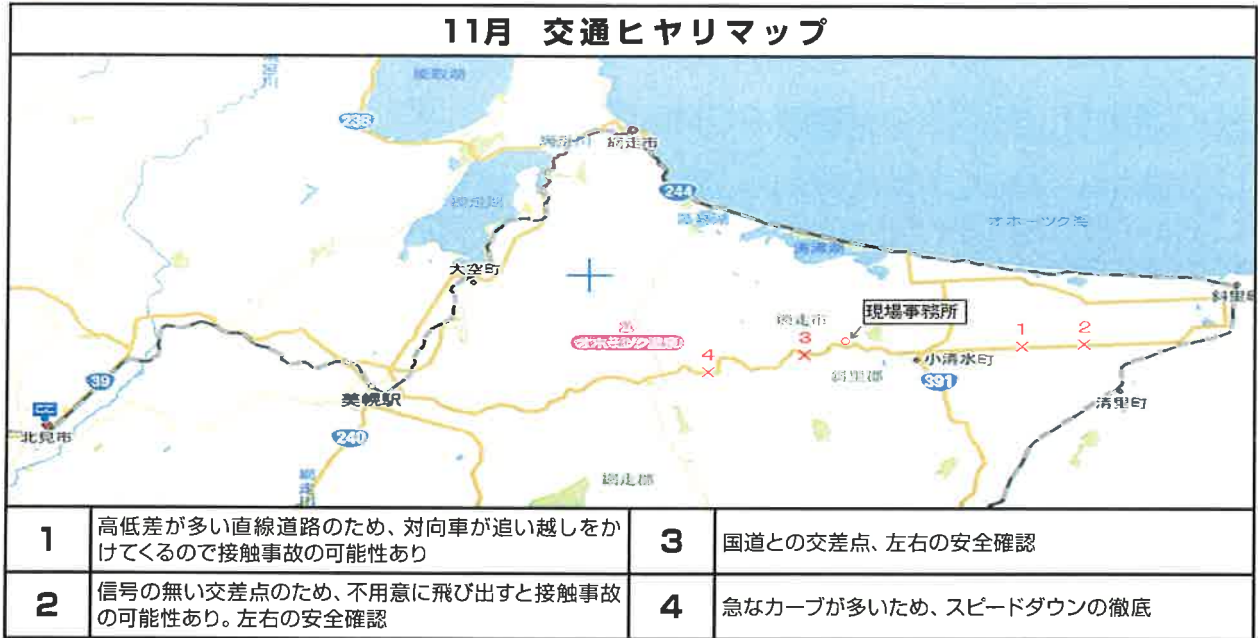 11月 交通ヒヤリマップ
238
網走市
244
オホーツク海
大空町
現場事務所
網走市
1
2
3
4
小清水町
391
清里町
39
美幌駅
北見市
240
網走郡
1
高低差が多い直線道路のため、対向車が追い越しをか
けてくるので接触事故の可能性あり
2
信号の無い交差点のため、不用意に飛び出すと接触事故
の可能性あり。左右の安全確認
3
国道との交差点、左右の安全確認
4
急なカーブが多いため、スピードダウンの徹底